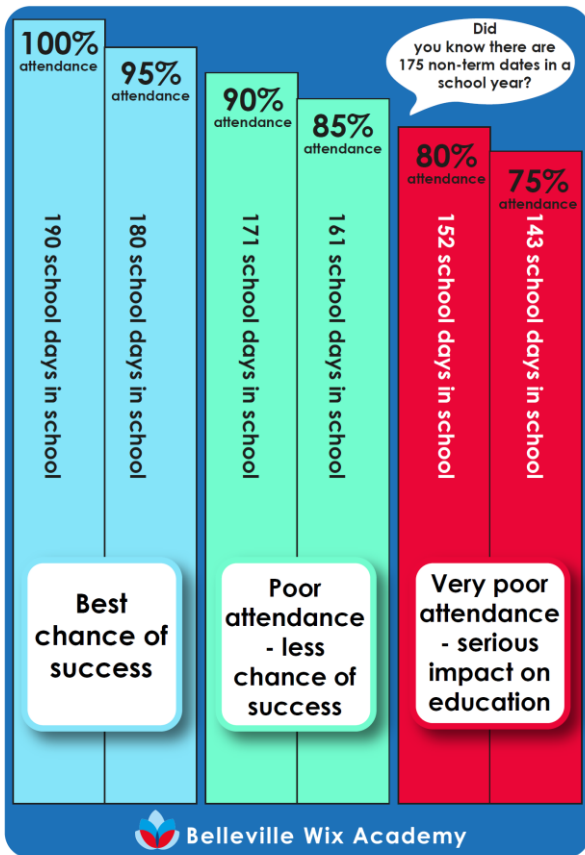 100%
attendance
95%
attendance
90%
attendance
85%
attendance
Did
you know there are
175 non-term dates in a
school year?
80%
attendance
75%
attendance
190 school days in school
180 school days in school
171 school days in school
161 school days in school
152 school days in school
143 school days in school
Best
chance of
success
Poor
attendance
- less
chance of
success
Very poor
attendance
- serious
impact on
education
Belleville Wix Academy